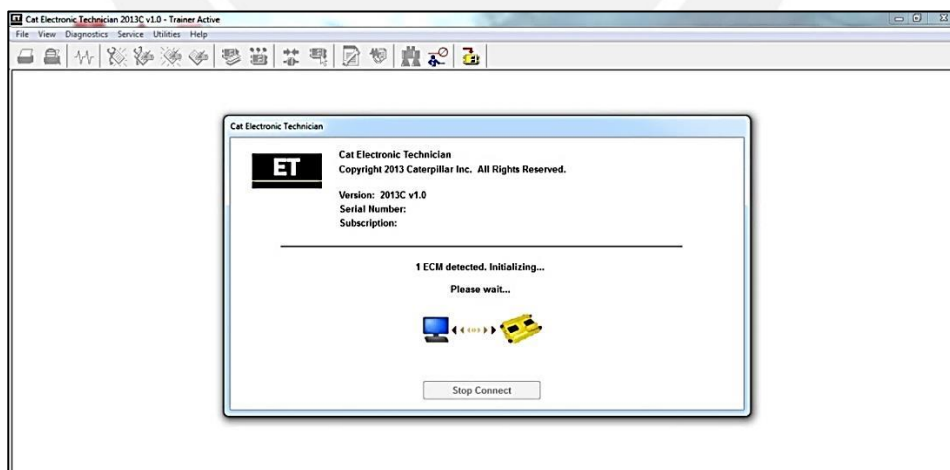 Cat Electronic Technician 2013C v1.0 - Trainer Active
File View Diagnostics Service Utilities Help
Cat Electronic Technician
ET
Cat Electronic Technician
Copyright 2013 Caterpillar Inc. All Rights Reserved.
Version: 2013C v1.0
Serial Number:
Subscription:
1 ECM detected. Initializing...
Please wait...
Stop Connect